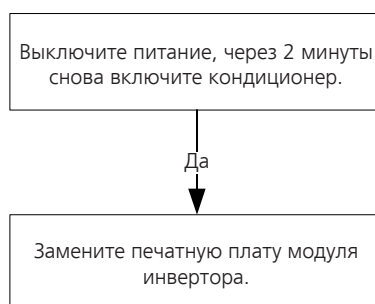 Выключите питание, через 2 минуты
снова включите кондиционер.
Да
Замените печатную плату модуля
инвертора.